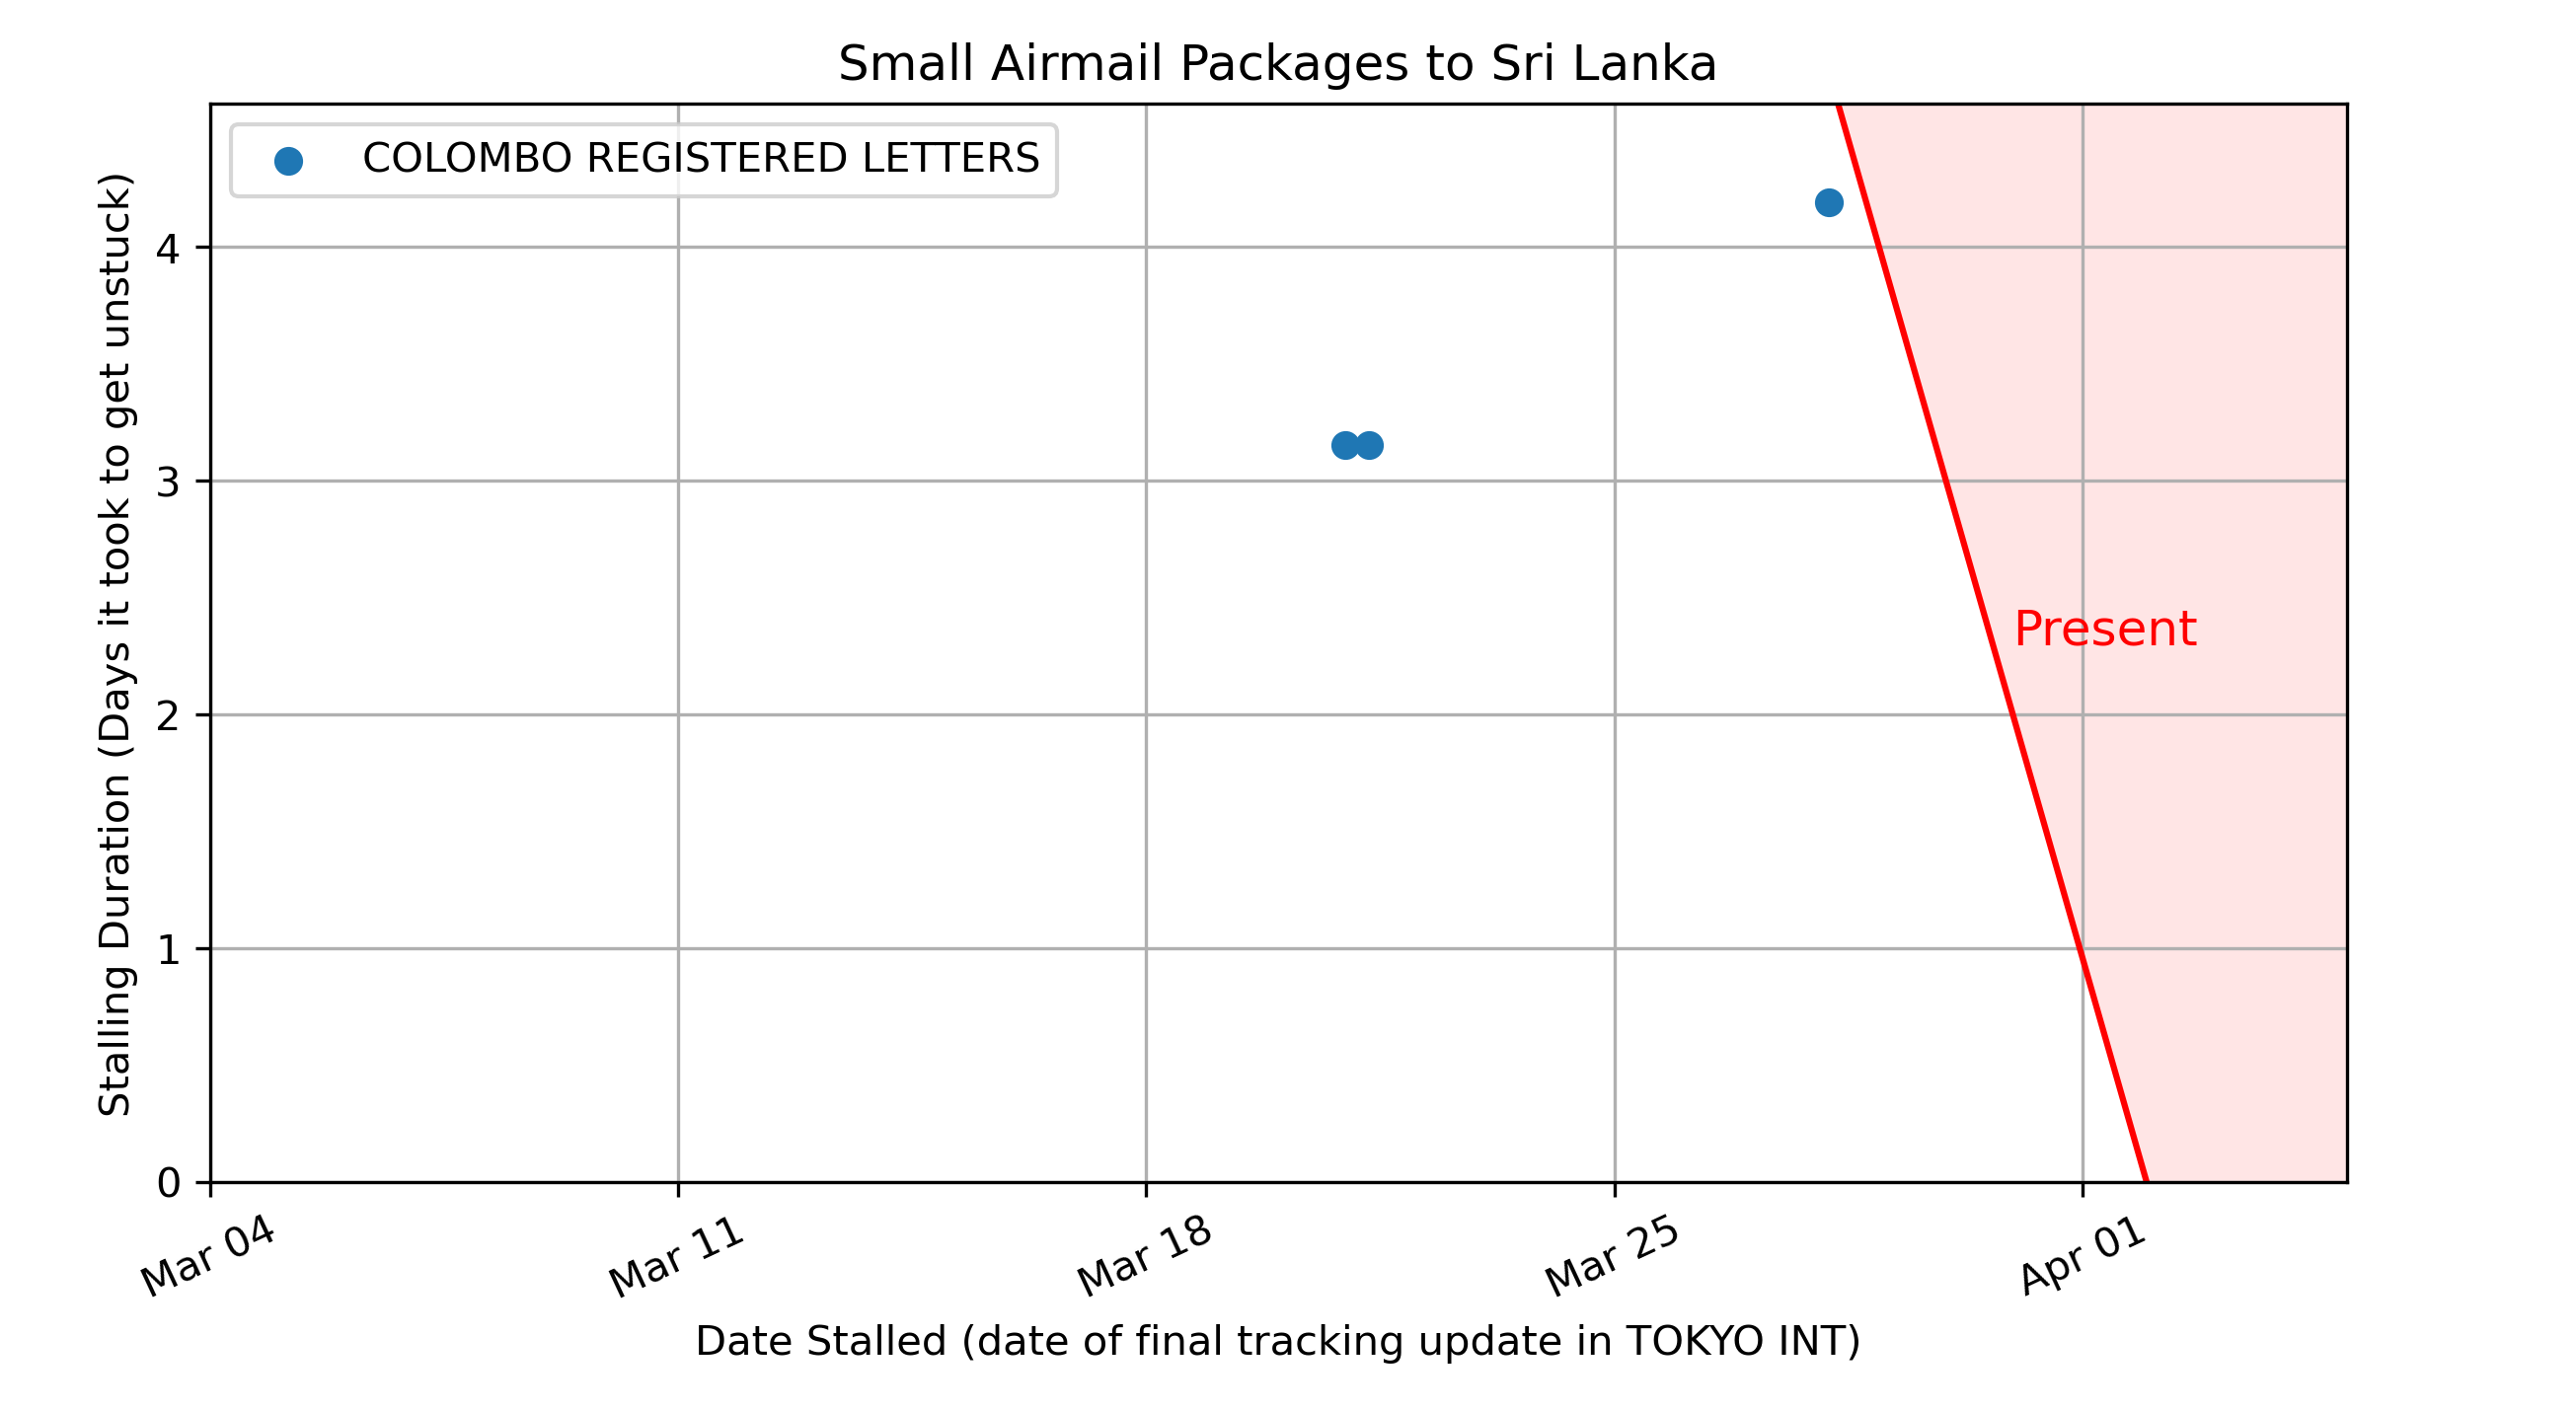 Small Airmail Packages to Sri Lanka
COLOMBO REGISTERED LETTERS
Stalling Duration (Days it took to get unstuck)
4
3
2
1
0
Present
Mar 04
Mar 11
Mar 18
Mar 25
Apr 01
Date Stalled (date of final tracking update in TOKYO INT)